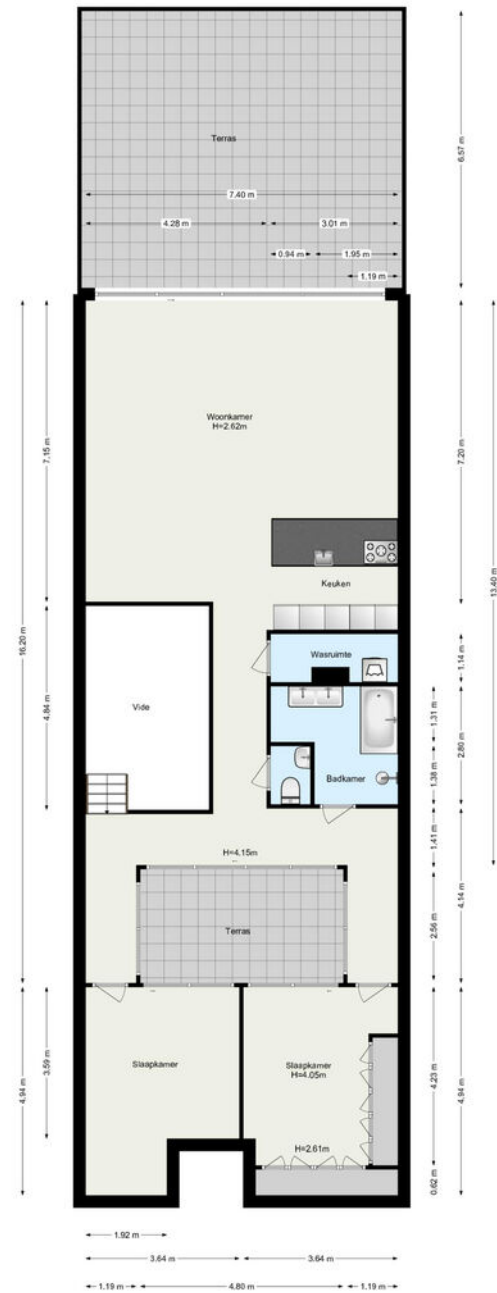 Terras
6.57 m
7.40 m
4.28 m
3.01 m
0.94 m
1.95 m
1.19 m
Woonkamer
H=2.62m
7.15 m
7.20 m
13.40 m
16.20 m
Keuken
Wasruimte
1.14 m
4.84 m
Vide
1.31 m
2.80 m
Badkamer
1.38 m
H=4.15m
1.41 m
4.14 m
Terras
2.56 m
Slaapkamer
Slaapkamer
H=4.05m
3.59 m
4.94 m
4.23 m
4.94 m
H=2.61m
0.62 m
1.92 m
3.64 m
3.64 m
1.19 m
4.80 m
1.19 m